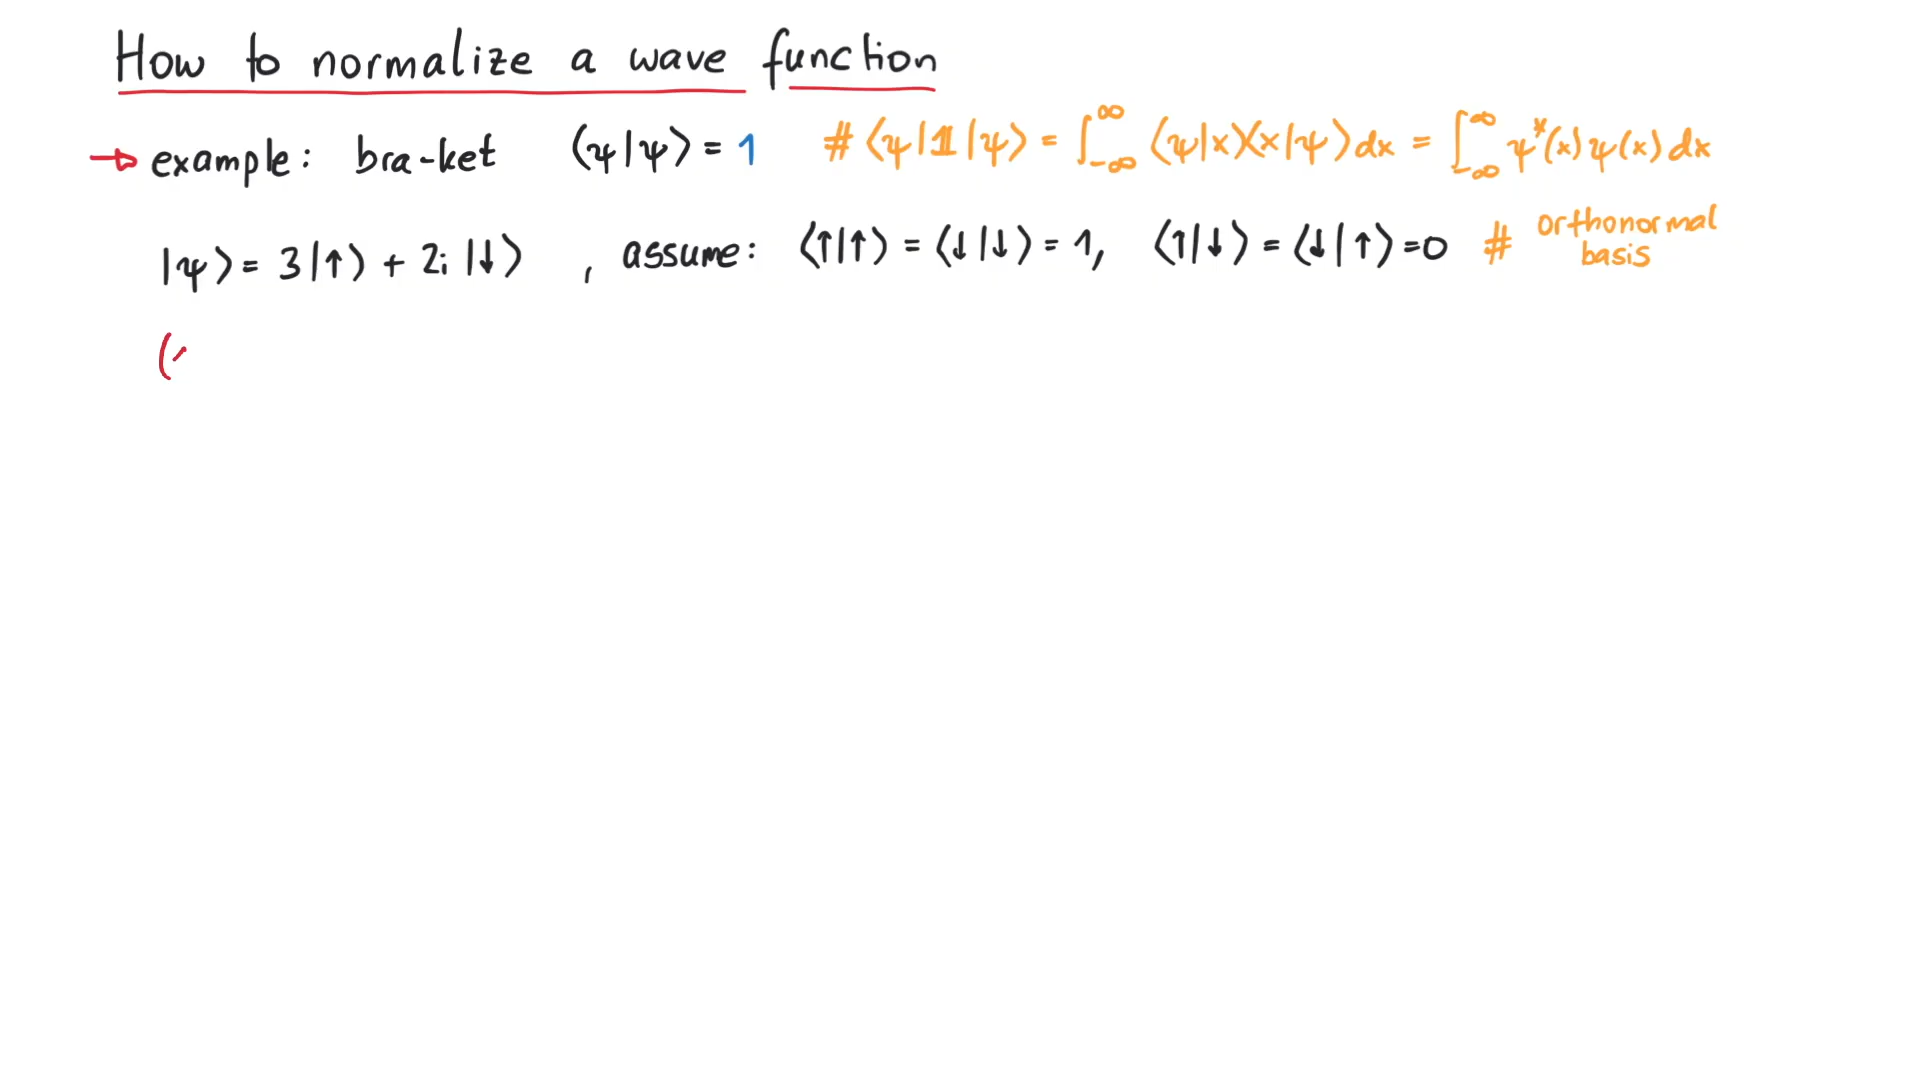 How to normalize a wave function
→ example: bra-ket ⟨ψ|ψ⟩ = 1 # ⟨ψ|𝟙|ψ⟩ = ∫_{-∞}^{∞} ⟨ψ|x⟩⟨x|ψ⟩dx = ∫_{-∞}^{∞} ψ*(x)ψ(x)dx
|ψ⟩ = 3|↑⟩ + 2i|↓⟩ , assume: ⟨↑|↑⟩ = ⟨↓|↓⟩ = 1, ⟨↑|↓⟩ = ⟨↓|↑⟩ = 0 # orthonormal
basis